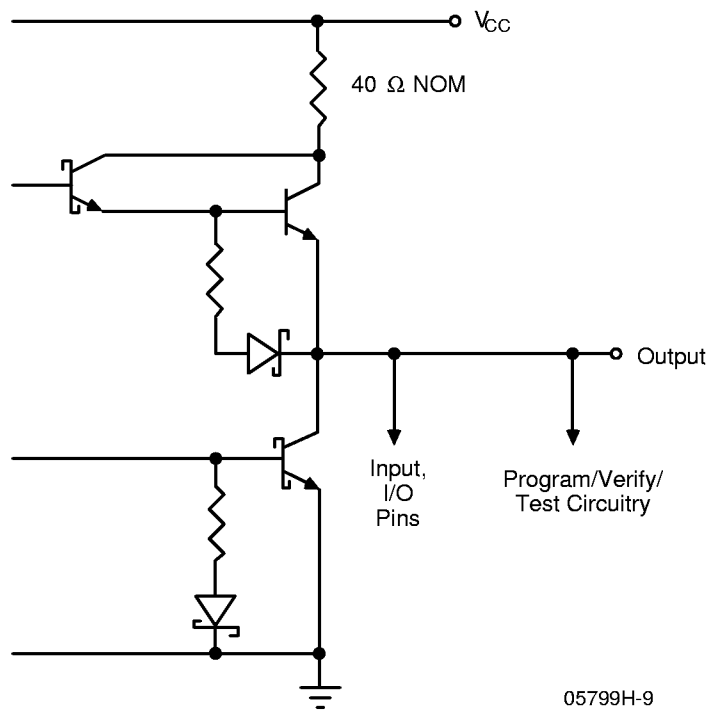 VCC
40 Ω NOM
Output
Input,
I/O
Pins
Program/Verify/
Test Circuitry
05799H-9